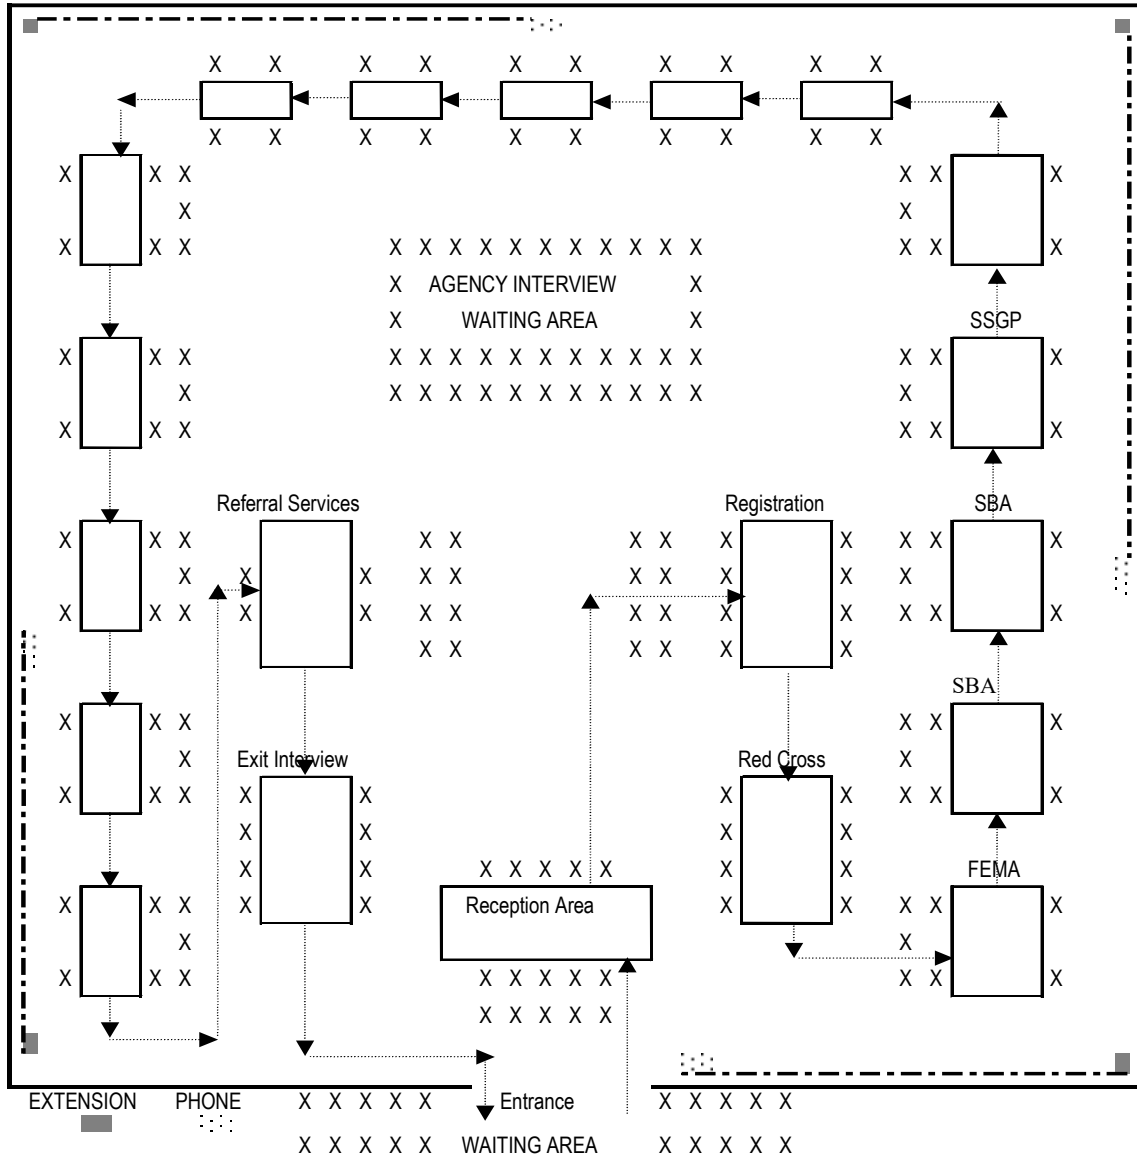 X X X X X X X X X X
X X X X X X X X X X
X X X X X X
X X
X X X X X X X X X X X X X X X X X
X AGENCY INTERVIEW X
X WAITING AREA X SSGP
X X X X X X X X X X X X X X X X X
X X X X X X X X X X X X X
X X X X X X
Referral Services Registration SBA
X X X X X X X X X X X X
X X X X X X X X X X
X X X X X X X X X X X X X X
X X X X X X
SBA
X X X X X X
X Exit Interview Red Cross X
X X X X X X X X X X
X X X X
X X X X X X X X X FEMA
X X X X X Reception Area X X X X X
X X
X X X X X X X X X X X
X X X X X
EXTENSION PHONE X X X X X Entrance X X X X X
X X X X X WAITING AREA X X X X X